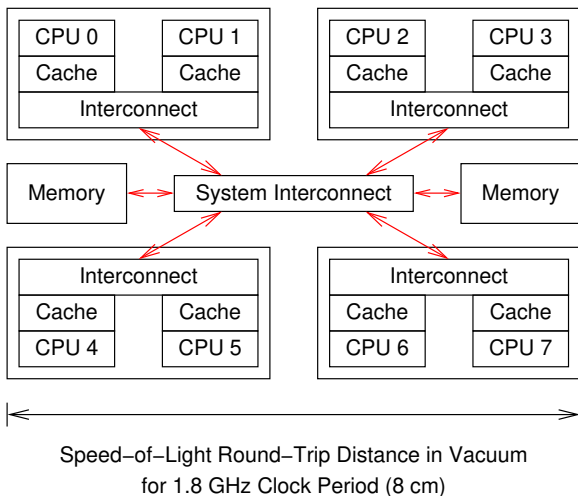 CPU 0 CPU 1 CPU 2 CPU 3
Cache Cache Cache Cache
Interconnect Interconnect
Memory System Interconnect Memory
Interconnect Interconnect
Cache Cache Cache Cache
CPU 4 CPU 5 CPU 6 CPU 7
Speed−of−Light Round−Trip Distance in Vacuum
for 1.8 GHz Clock Period (8 cm)